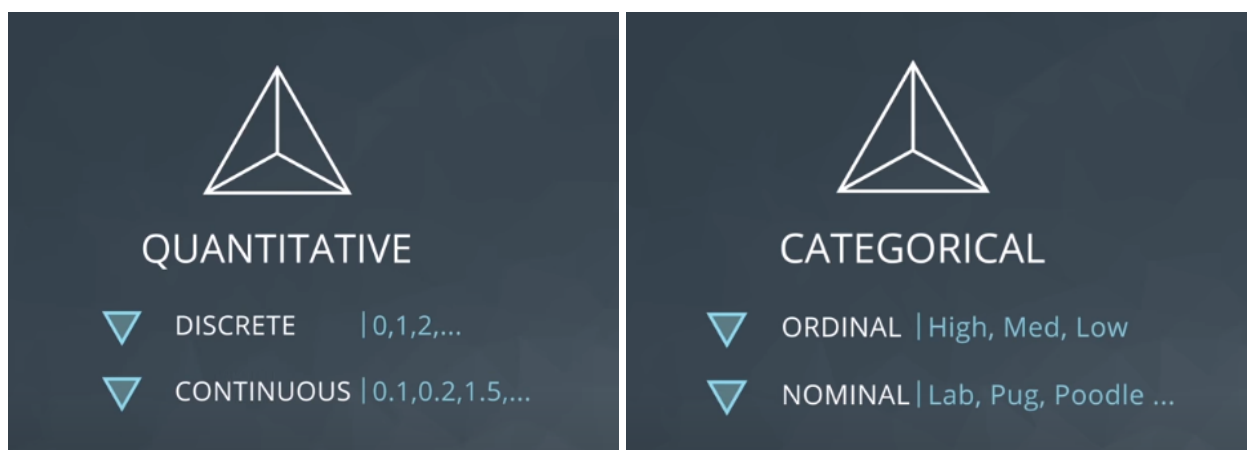 QUANTITATIVE
DISCRETE | 0,1,2,...
CONTINUOUS | 0.1,0.2,1.5,...
CATEGORICAL
ORDINAL | High, Med, Low
NOMINAL | Lab, Pug, Poodle ...